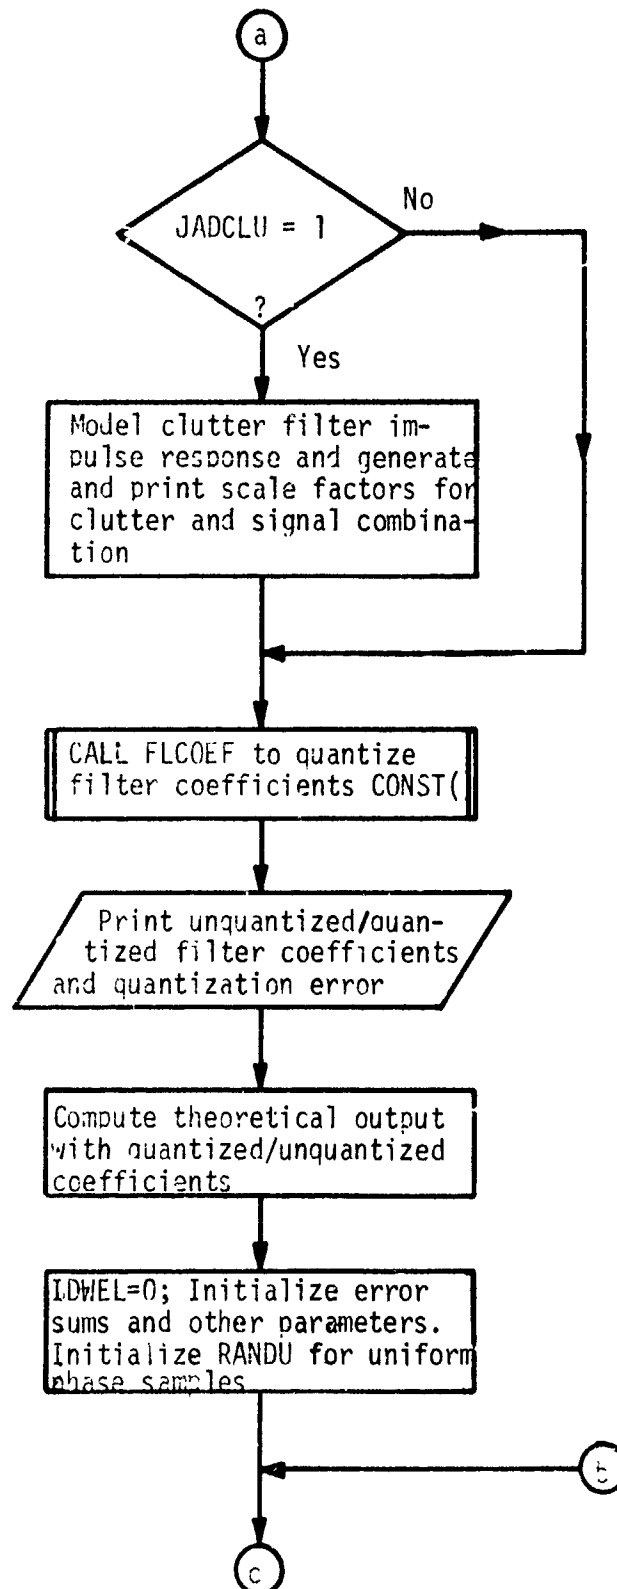 a
No
JADCLU = 1
?
Yes
Model clutter filter im-
pulse response and generate
and print scale factors for
clutter and signal combina-
tion
CALL FLCOEF to quantize
filter coefficients CONST(
Print unquantized/quan-
tized filter coefficients
and quantization error
Compute theoretical output
with quantized/unquantized
coefficients
IDWEL=0; Initialize error
sums and other parameters.
Initialize RANDU for uniform
phase samples
b
c